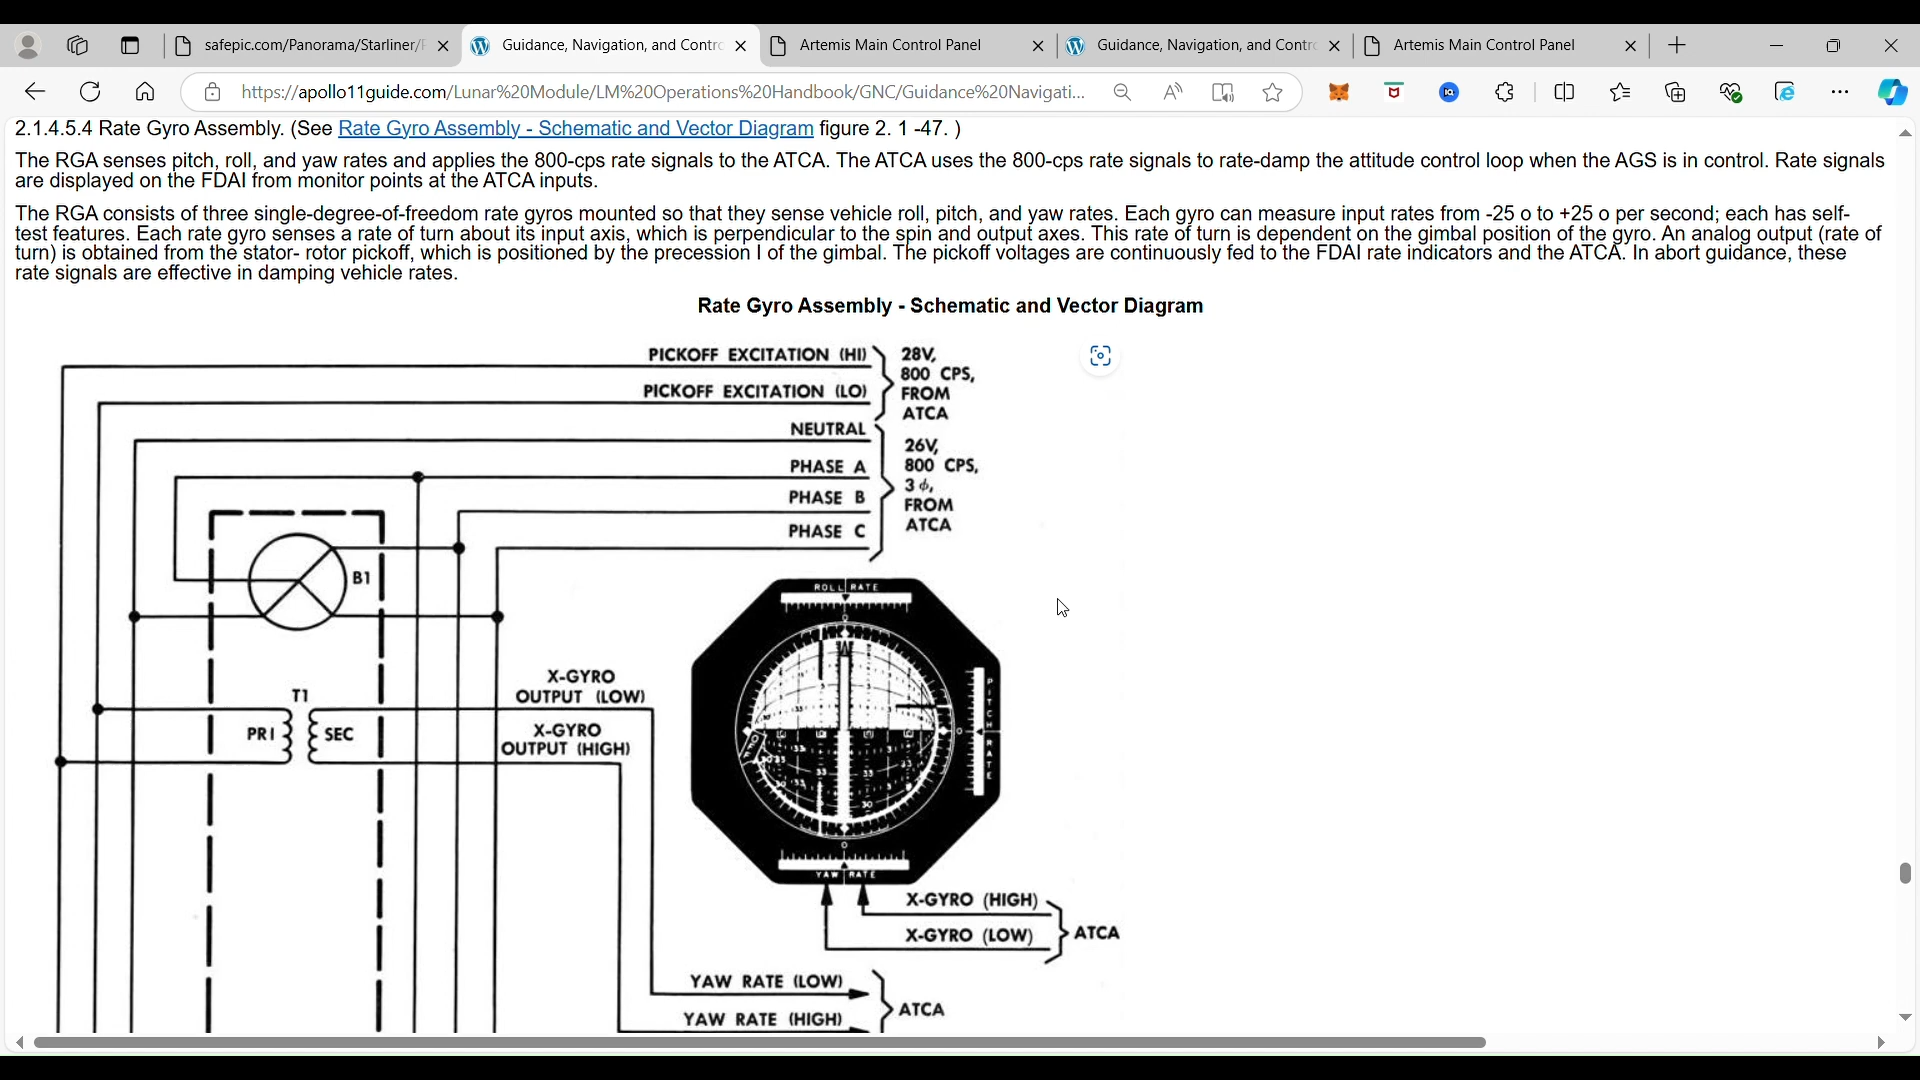 safepic.com/Panorama/Starliner/F
Guidance, Navigation, and Contro
Artemis Main Control Panel
Guidance, Navigation, and Contro
Artemis Main Control Panel
https://apollo11guide.com/Lunar%20Module/LM%20Operations%20Handbook/GNC/Guidance%20Navigati...
2.1.4.5.4 Rate Gyro Assembly. (See Rate Gyro Assembly - Schematic and Vector Diagram figure 2. 1 -47. )
The RGA senses pitch, roll, and yaw rates and applies the 800-cps rate signals to the ATCA. The ATCA uses the 800-cps rate signals to rate-damp the attitude control loop when the AGS is in control. Rate signals
are displayed on the FDAI from monitor points at the ATCA inputs.
The RGA consists of three single-degree-of-freedom rate gyros mounted so that they sense vehicle roll, pitch, and yaw rates. Each gyro can measure input rates from -25 o to +25 o per second; each has self-
test features. Each rate gyro senses a rate of turn about its input axis, which is perpendicular to the spin and output axes. This rate of turn is dependent on the gimbal position of the gyro. An analog output (rate of
turn) is obtained from the stator- rotor pickoff, which is positioned by the precession I of the gimbal. The pickoff voltages are continuously fed to the FDAI rate indicators and the ATCA. In abort guidance, these
rate signals are effective in damping vehicle rates.
Rate Gyro Assembly - Schematic and Vector Diagram
PICKOFF EXCITATION (HI)
PICKOFF EXCITATION (LO)
28V,
800 CPS,
FROM
ATCA
NEUTRAL
PHASE A
PHASE B
PHASE C
26V,
800 CPS,
3 ϕ,
FROM
ATCA
B1
T1
PRI
SEC
X-GYRO
OUTPUT (LOW)
X-GYRO
OUTPUT (HIGH)
ROLL RATE
0
PITCH RATE
0
33
33
30
0
YAW RATE
X-GYRO (HIGH)
X-GYRO (LOW)
ATCA
YAW RATE (LOW)
YAW RATE (HIGH)
ATCA